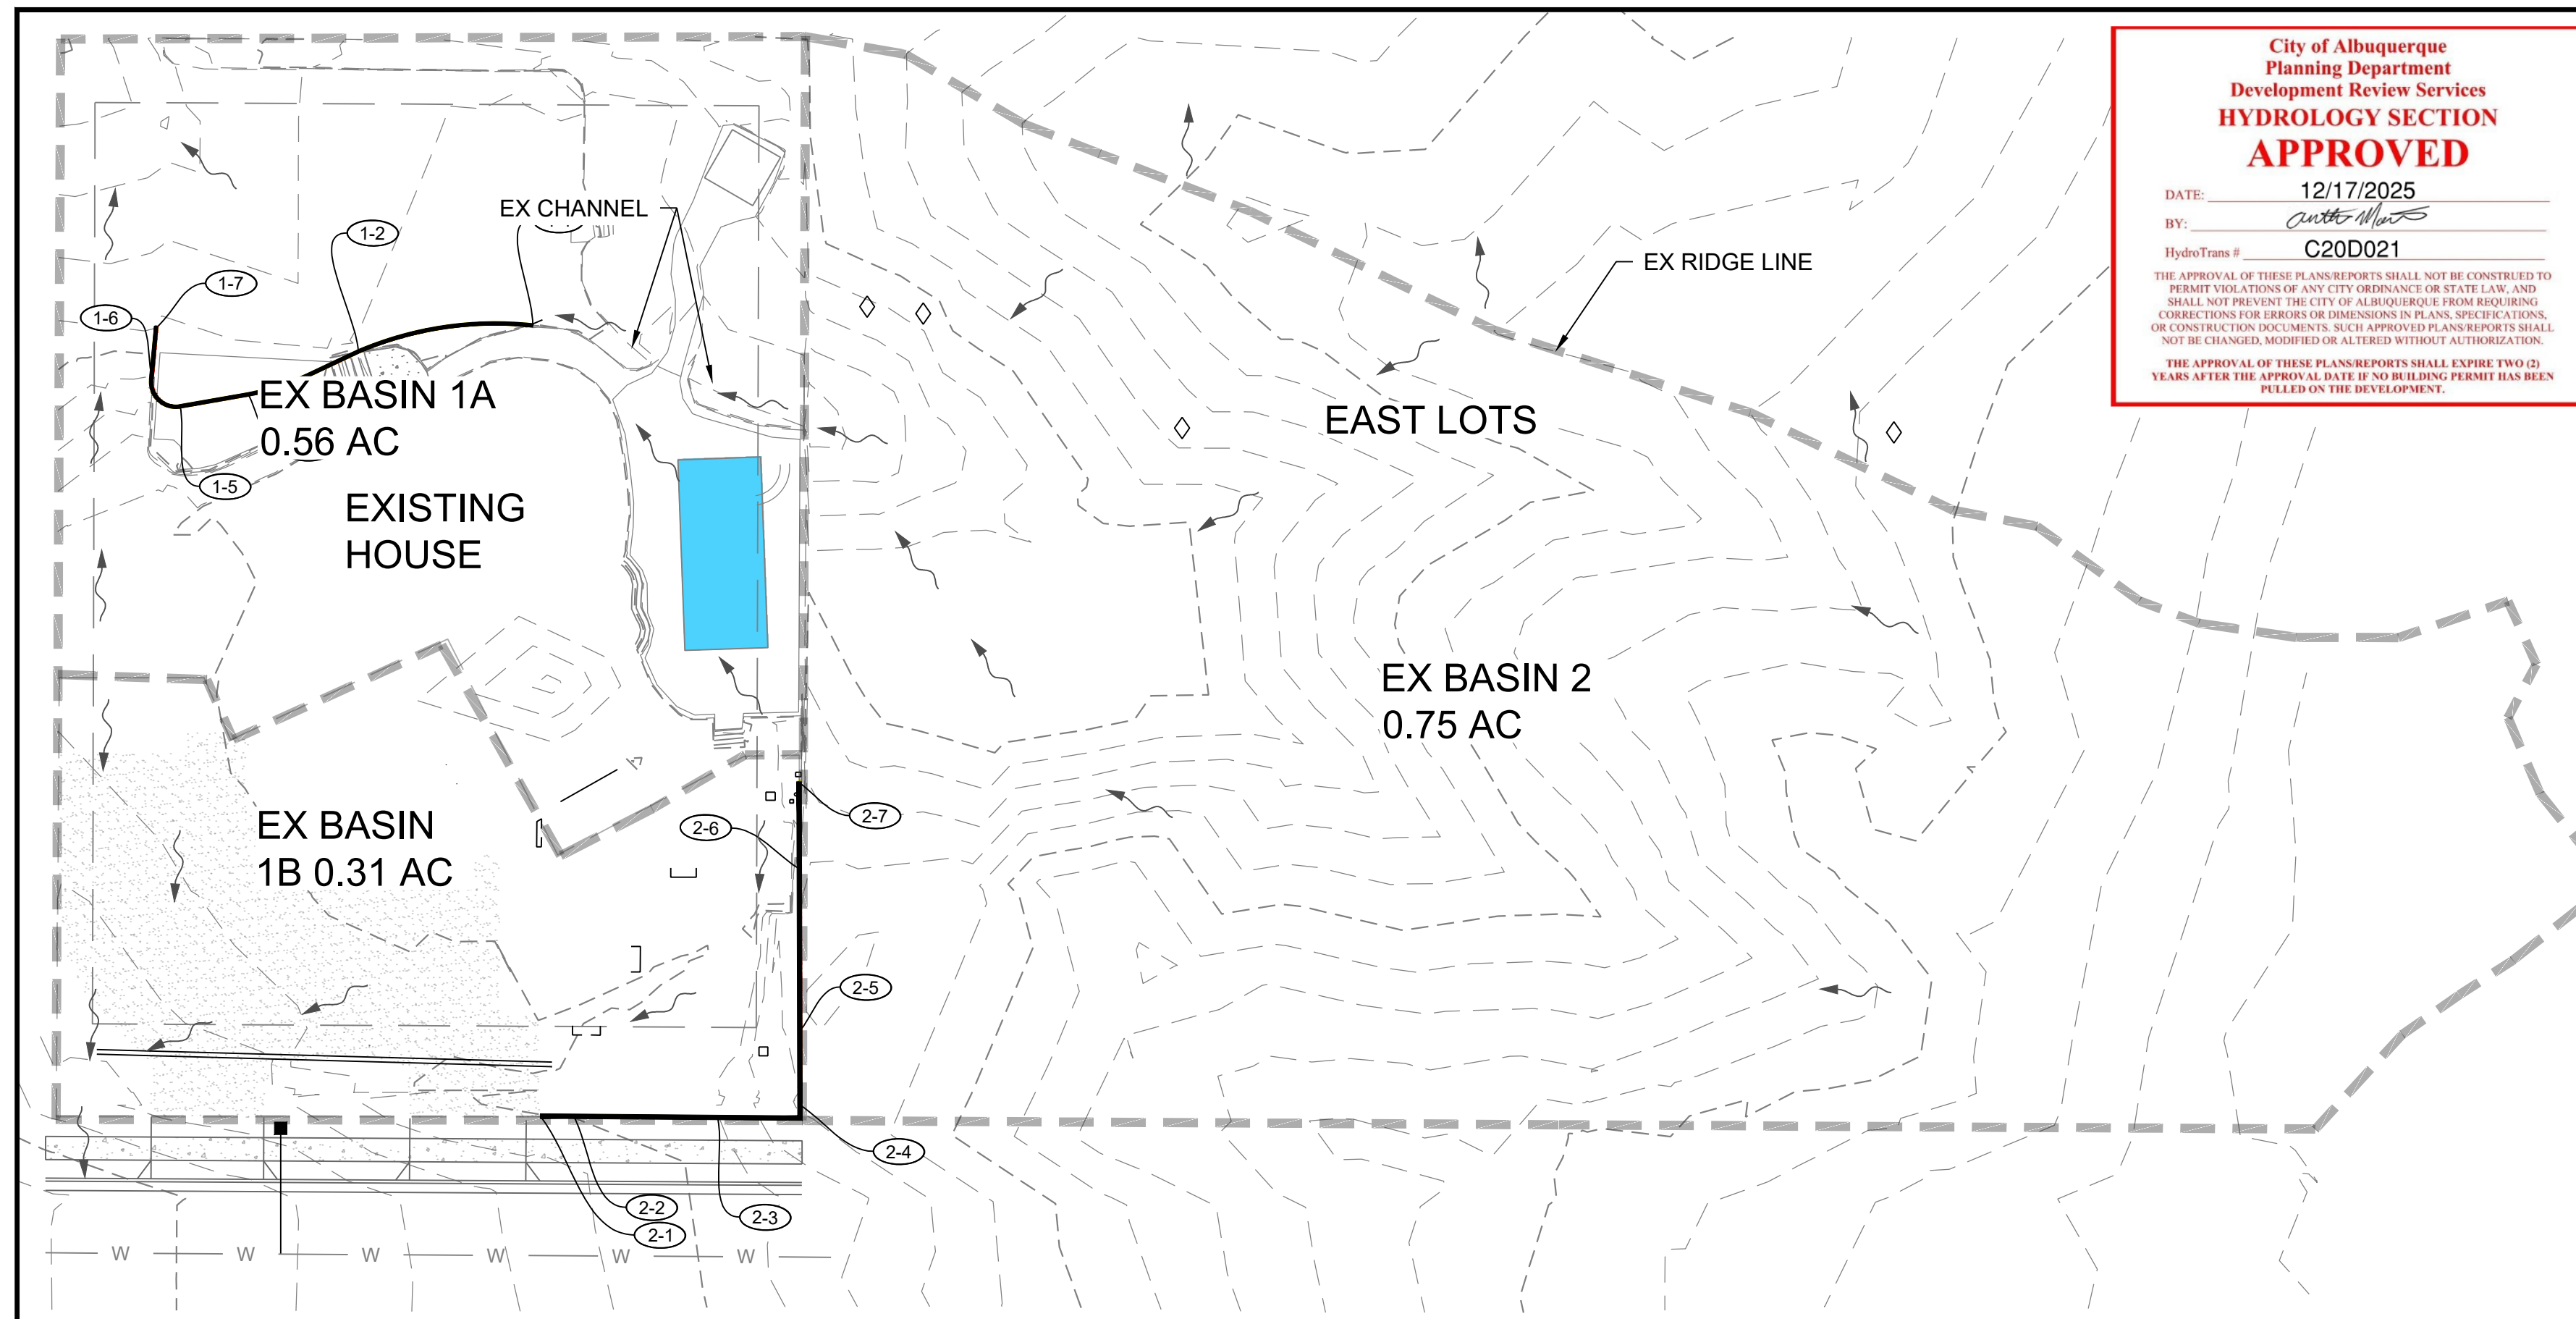 City of Albuquerque
Planning Department
Development Review Services
HYDROLOGY SECTION
APPROVED
DATE: 12/17/2025
BY:
HydroTrans # C20D021
THE APPROVAL OF THESE PLANS/REPORTS SHALL NOT BE CONSTRUED TO
PERMIT VIOLATIONS OF ANY CITY ORDINANCE OR STATE LAW, AND
SHALL NOT PREVENT THE CITY OF ALBUQUERQUE FROM REQUIRING
CORRECTIONS FOR ERRORS OR DIMENSIONS IN PLANS, SPECIFICATIONS,
OR CONSTRUCTION DOCUMENTS. SUCH APPROVED PLANS/REPORTS SHALL
NOT BE CHANGED, MODIFIED OR ALTERED WITHOUT AUTHORIZATION.
THE APPROVAL OF THESE PLANS/REPORTS SHALL EXPIRE TWO (2)
YEARS AFTER THE APPROVAL DATE IF NO BUILDING PERMIT HAS BEEN
PULLED ON THE DEVELOPMENT.
EX CHANNEL
1-2
EX RIDGE LINE
1-7
1-6
EX BASIN 1A
0.56 AC
EAST LOTS
1-5
EXISTING
HOUSE
EX BASIN 2
0.75 AC
2-7
2-6
EX BASIN
1B 0.31 AC
2-5
2-4
2-2
2-3
2-1
W
W
W
W
W
W